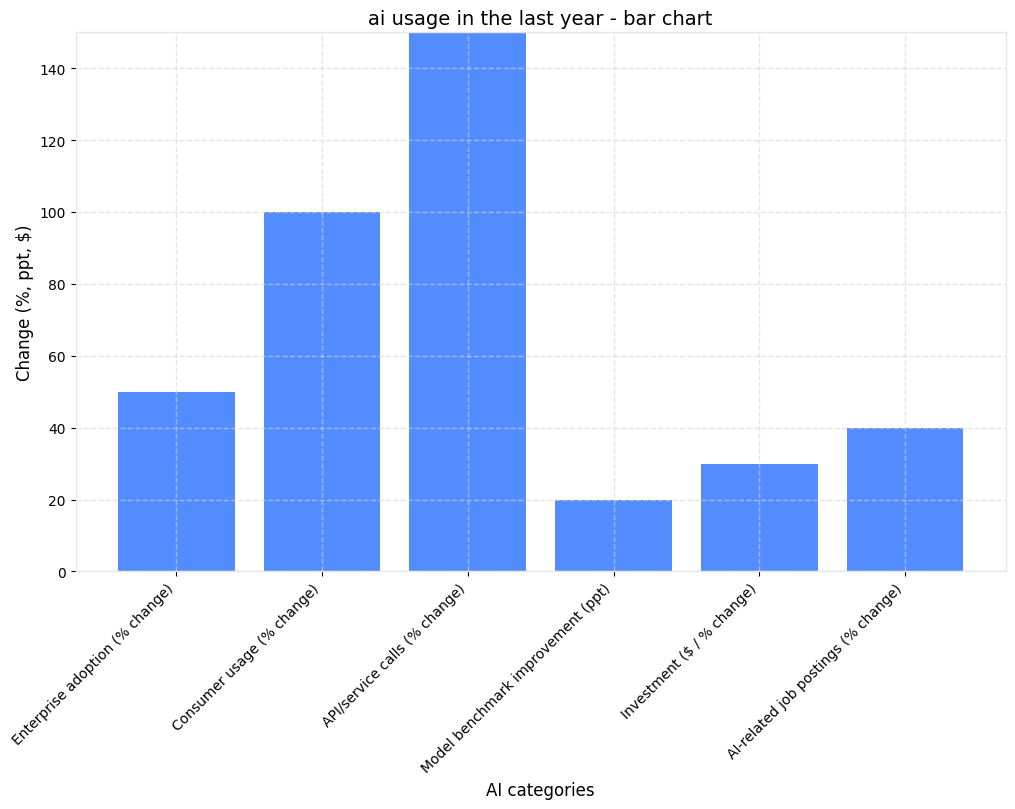 ai usage in the last year - bar chart
Change (%, ppt, $)
140
120
100
80
60
40
20
0
Enterprise adoption (% change)
Consumer usage (% change)
API/service calls (% change)
Model benchmark improvement (ppt)
Investment ($ / % change)
AI-related job postings (% change)
AI categories